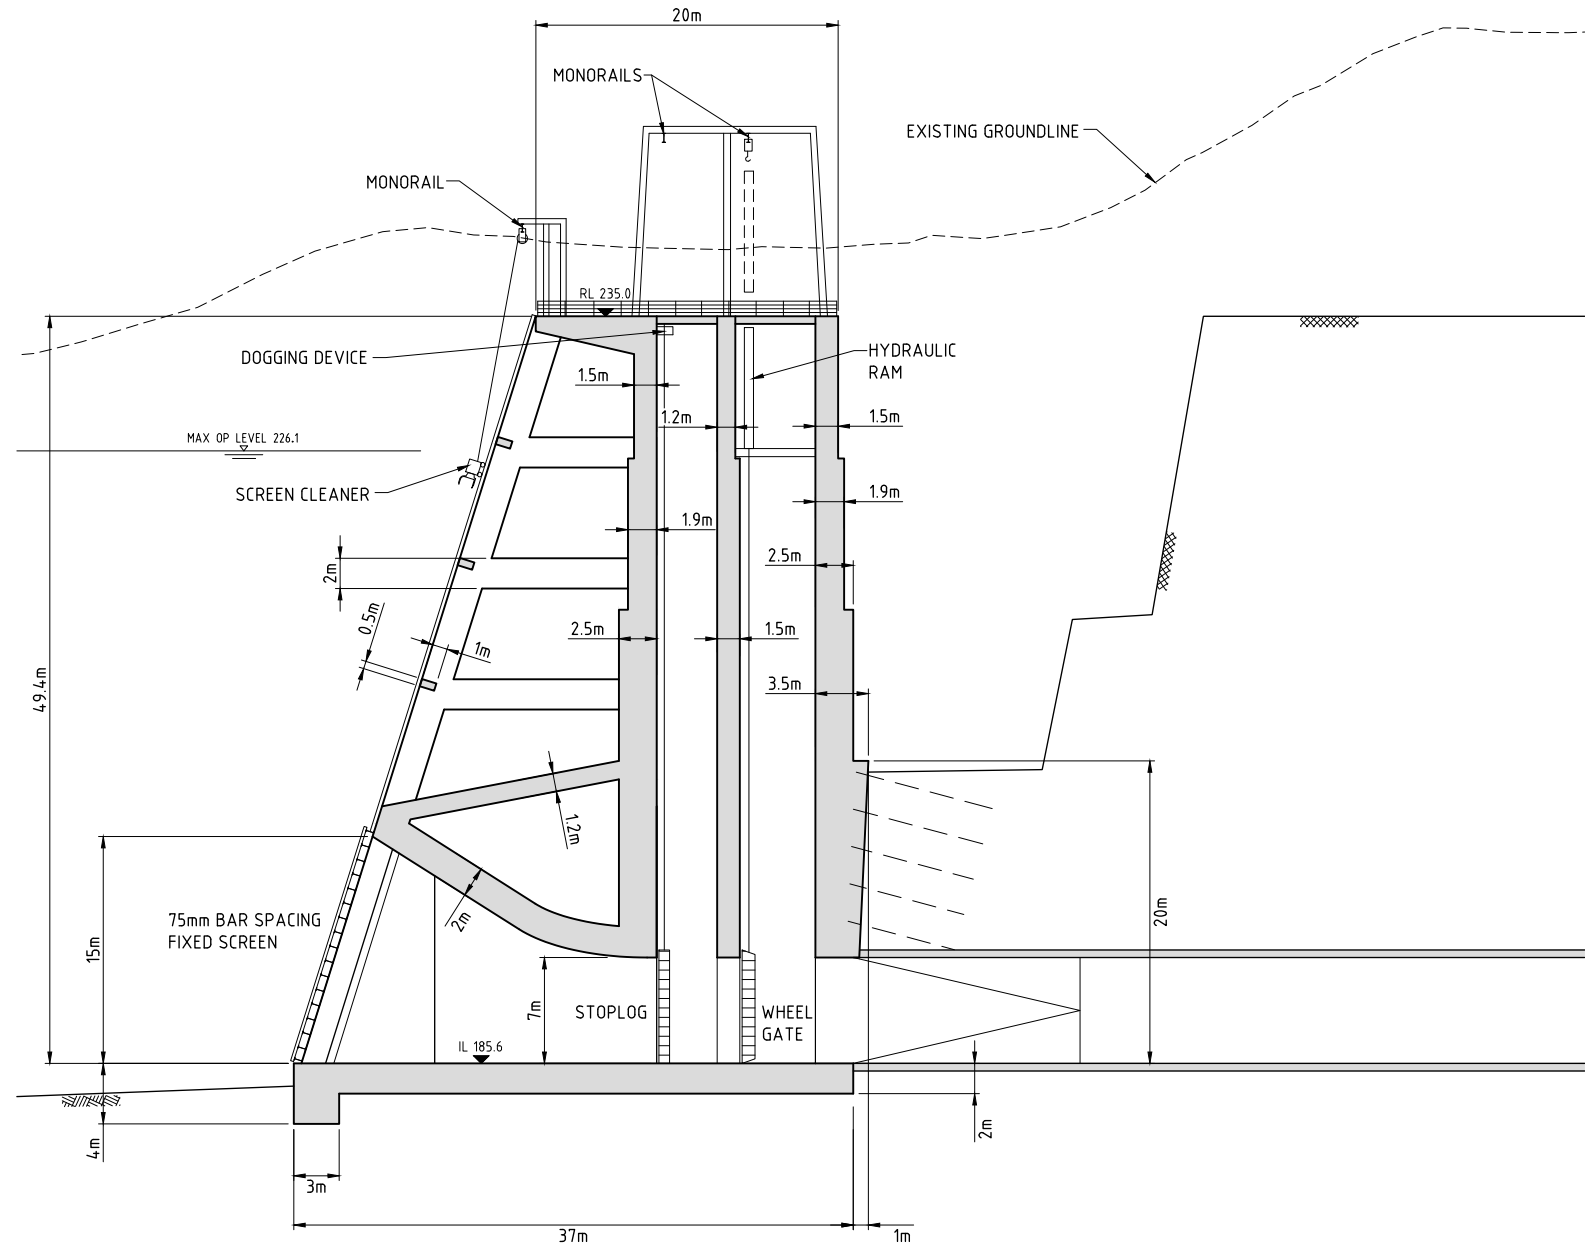 20m
MONORAILS
EXISTING GROUNDLINE
MONORAIL
RL 235.0
DOGGING DEVICE
HYDRAULIC
RAM
1.5m
1.2m
1.5m
MAX OP LEVEL 226.1
SCREEN CLEANER
1.9m
1.9m
2m
2.5m
0.5m
1m
2.5m
1.5m
49.4m
3.5m
1.2m
75mm BAR SPACING
FIXED SCREEN
15m
2m
20m
7m
STOPLOG
WHEEL
GATE
IL 185.6
4m
2m
3m
37m
1m